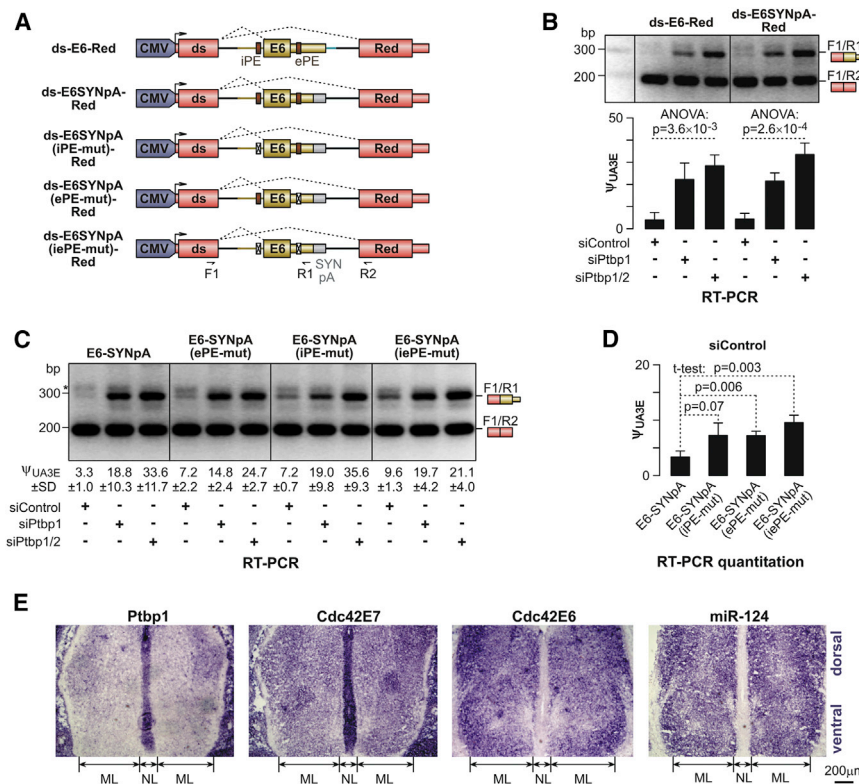 A
ds-E6-Red
CMV ds E6 Red
iPE ePE
ds-E6SYNpA-
Red
CMV ds E6 Red
ds-E6SYNpA
(iPE-mut)-
Red
CMV ds E6 Red
ds-E6SYNpA
(ePE-mut)-
Red
CMV ds E6 Red
ds-E6SYNpA
(iePE-mut)-
Red
CMV ds E6 Red
F1 R1 SYN pA R2
B
ds-E6-Red ds-E6SYNpA-
Red
bp
300
200
F1/R1
F1/R2
ANOVA: ANOVA:
p=3.6×10⁻³ p=2.6×10⁻⁴
ΨUA3E
50
0
siControl + - - + - -
siPtbp1 - + - - + -
siPtbp1/2 - - + - - +
RT-PCR
C
E6-SYNpA E6-SYNpA (ePE-mut) E6-SYNpA (iPE-mut) E6-SYNpA (iePE-mut)
bp
*
300
200
F1/R1
F1/R2
ΨUA3E 3.3 18.8 33.6 7.2 14.8 24.7 7.2 19.0 35.6 9.6 19.7 21.1
±SD ±1.0 ±10.3 ±11.7 ±2.2 ±2.4 ±2.7 ±0.7 ±9.8 ±9.3 ±1.3 ±4.2 ±4.0
siControl + - - + - - + - - + - -
siPtbp1 - + - - + - - + - - + -
siPtbp1/2 - - + - - + - - + - - +
RT-PCR
D
siControl
t-test: p=0.003
p=0.006
p=0.07
ΨUA3E
20
10
0
E6-SYNpA
E6-SYNpA (iPE-mut)
E6-SYNpA (ePE-mut)
E6-SYNpA (iePE-mut)
RT-PCR quantitation
E
Ptbp1 Cdc42E7 Cdc42E6 miR-124
dorsal
ventral
ML NL ML ML NL ML ML NL ML ML NL ML
200µm